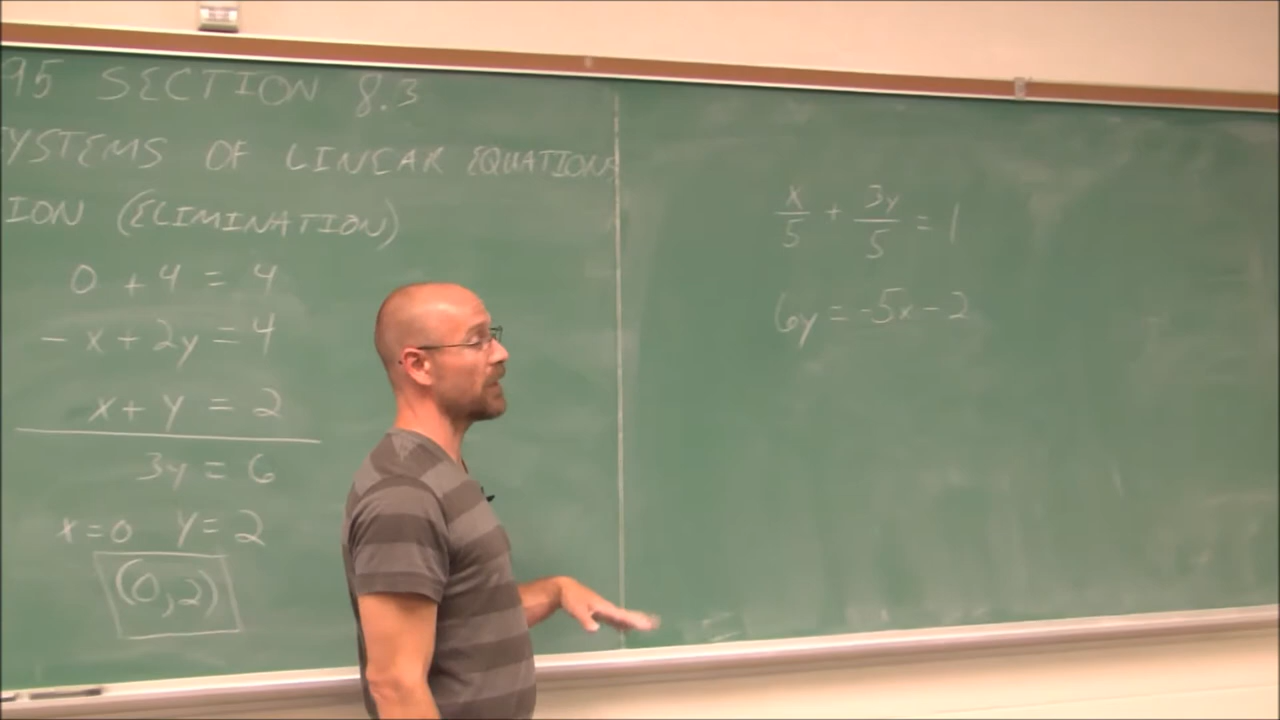 95 SECTION 8.3
YSTEMS OF LINEAR EQUATIONS
ION (ELIMINATION)
0 + 4 = 4
- x + 2y = 4
x + y = 2
3y = 6
x = 0 y = 2
(0,2)
x/5 + 3y/5 = 1
6y = -5x - 2